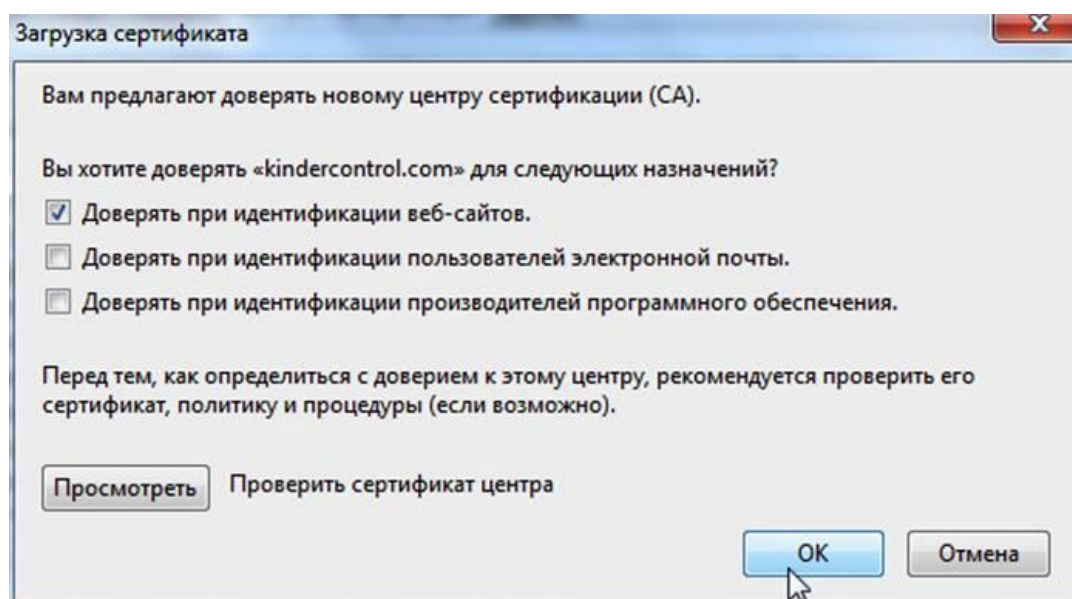 Загрузка сертификата
Вам предлагают доверять новому центру сертификации (CA).
Вы хотите доверять «kindercontrol.com» для следующих назначений?
Доверять при идентификации веб-сайтов.
Доверять при идентификации пользователей электронной почты.
Доверять при идентификации производителей программного обеспечения.
Перед тем, как определиться с доверием к этому центру, рекомендуется проверить его
сертификат, политику и процедуры (если возможно).
Просмотреть Проверить сертификат центра
OK Отмена